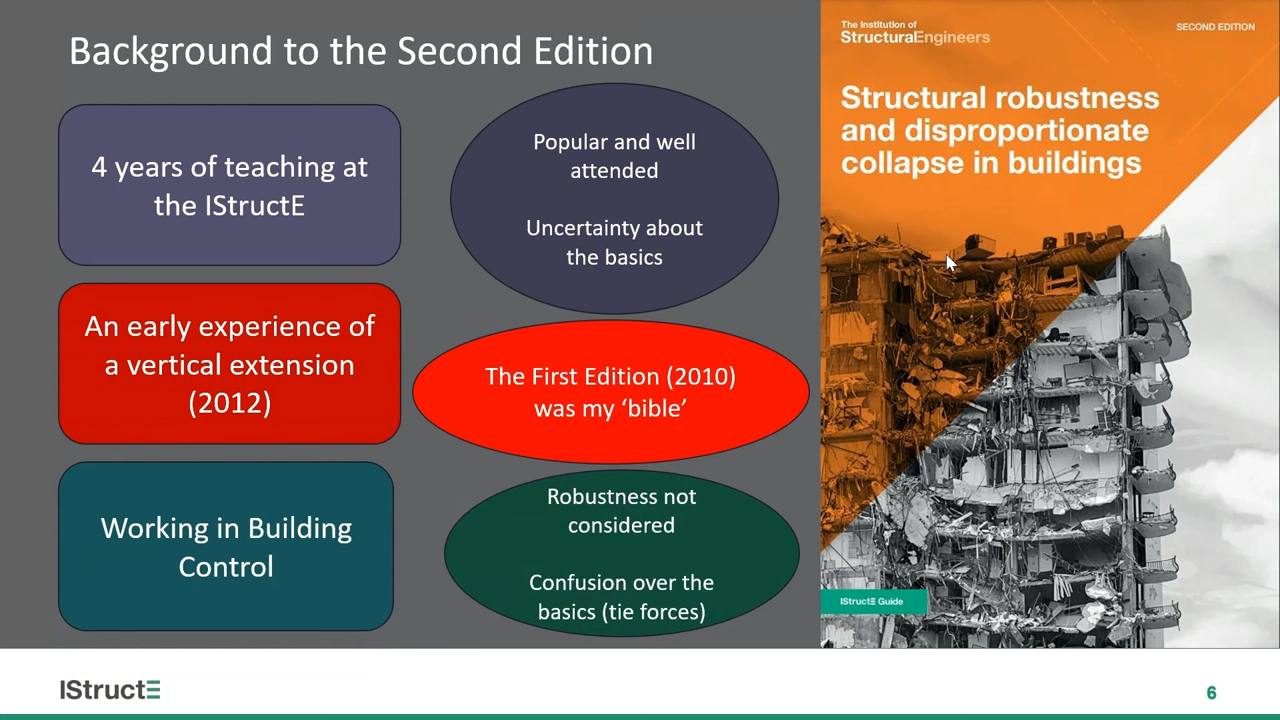 Background to the Second Edition
4 years of teaching at
the IStructE
Popular and well
attended
Uncertainty about
the basics
An early experience of
a vertical extension
(2012)
The First Edition (2010)
was my ‘bible’
Working in Building
Control
Robustness not
considered
Confusion over the
basics (tie forces)
The Institution of
StructuralEngineers
SECOND EDITION
Structural robustness
and disproportionate
collapse in buildings
IStructE Guide
IStructE
6